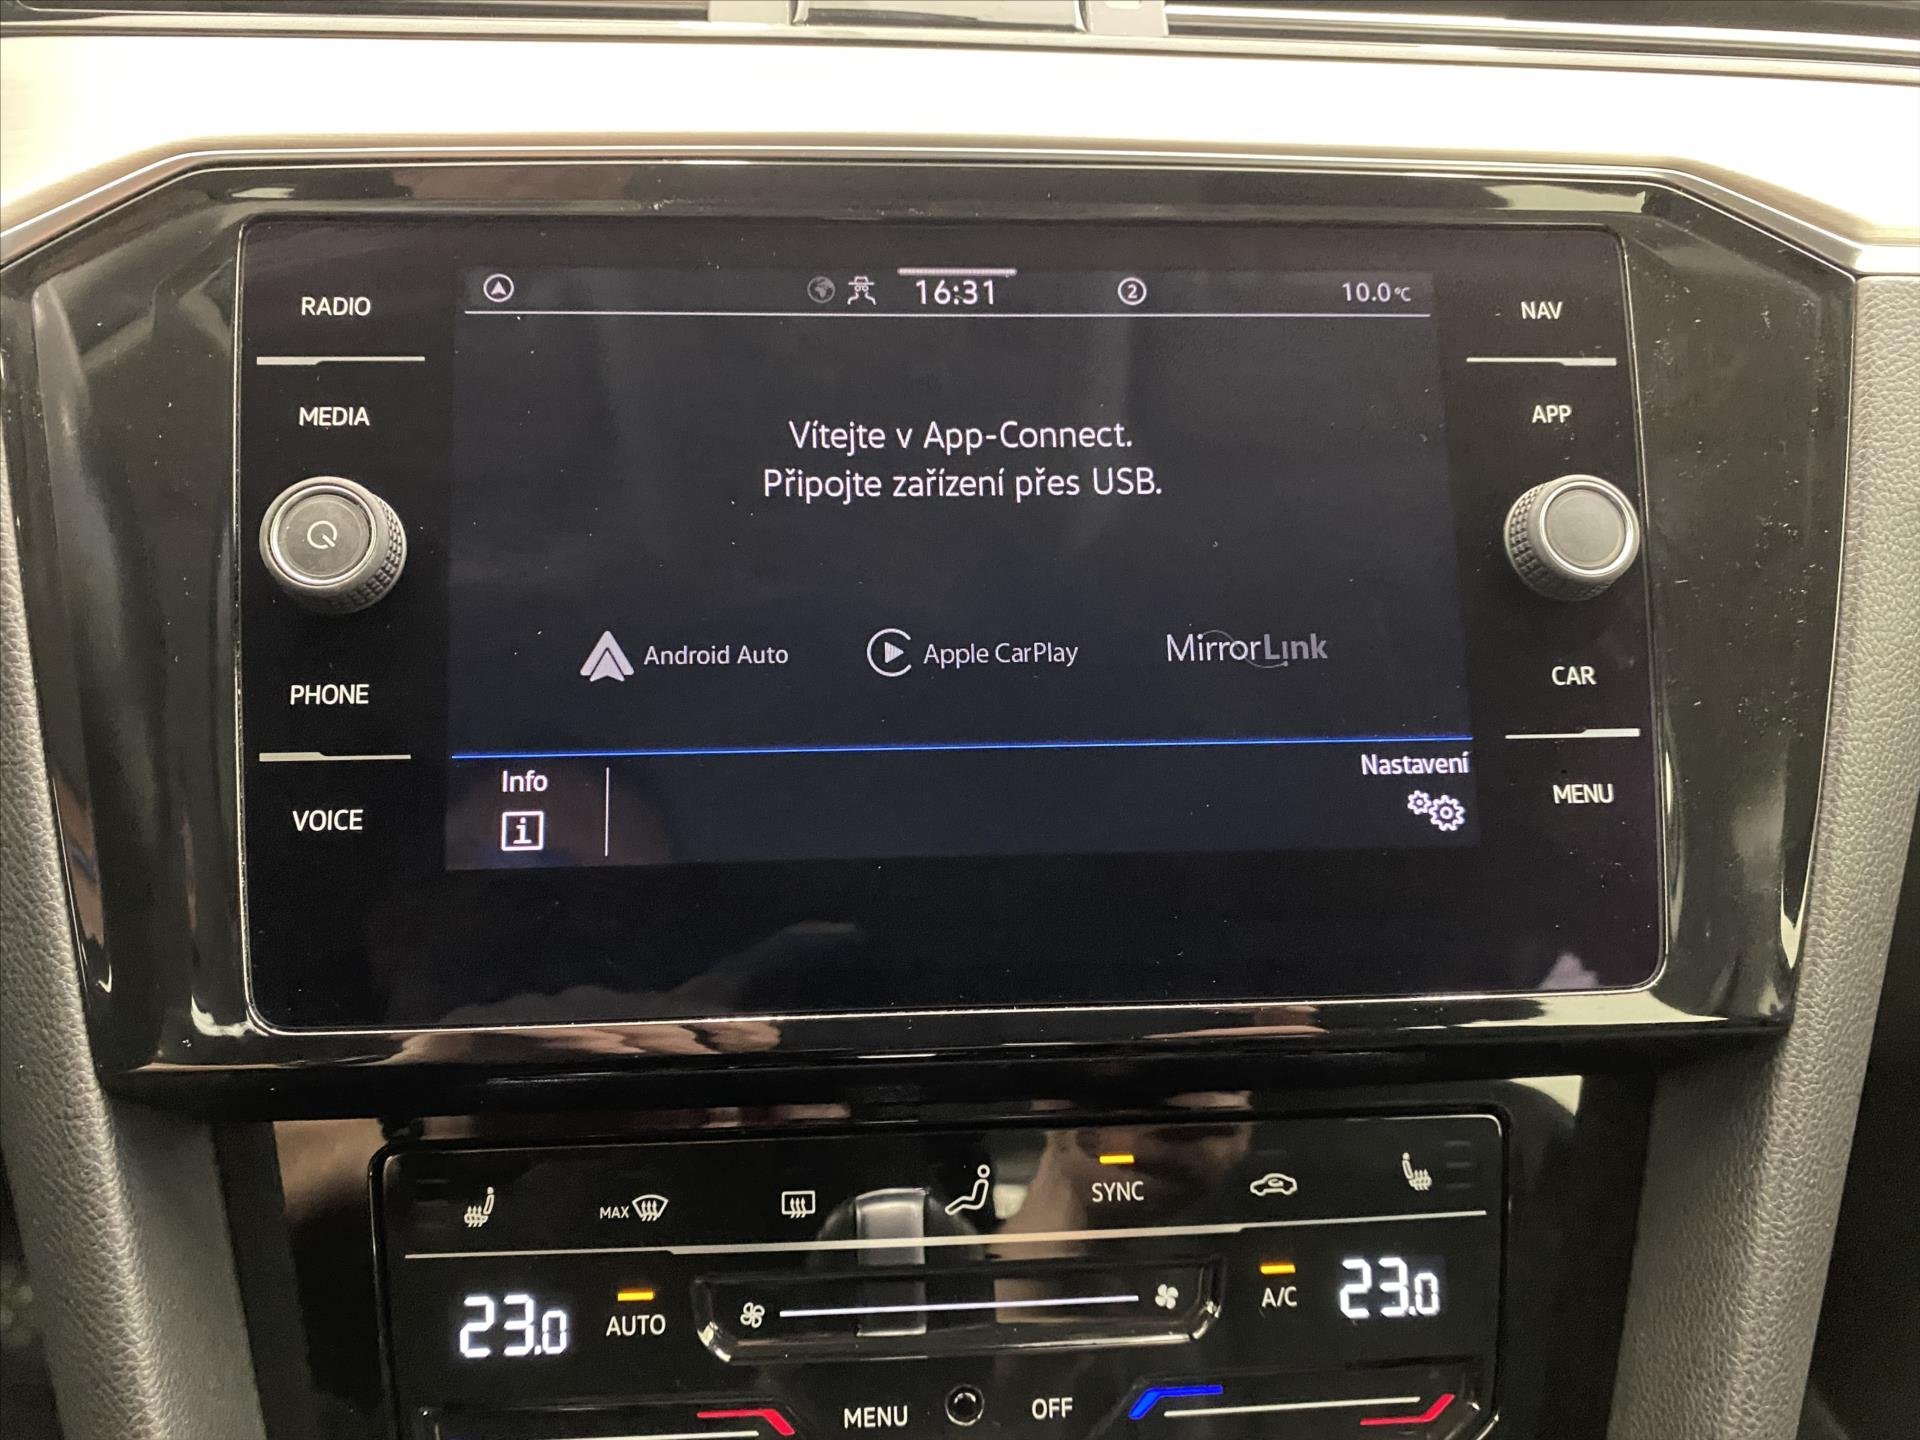 RADIO
MEDIA
PHONE
VOICE
16:31
2
10.0°C
Vítejte v App-Connect.
Připojte zařízení přes USB.
Android Auto
Apple CarPlay
MirrorLink
Info
i
Nastavení
NAV
APP
CAR
MENU
MAX
SYNC
23.0
AUTO
A/C
23.0
MENU
OFF